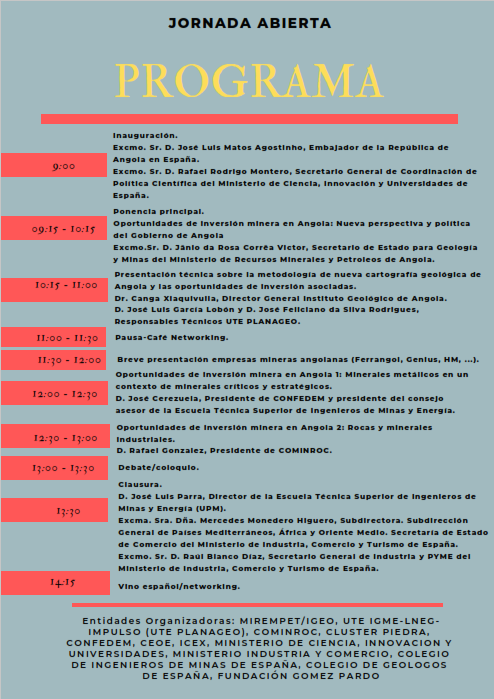 JORNADA ABIERTA
PROGRAMA
Inauguración.
Excmo. Sr. D. José Luis Matos Agostinho, Embajador de la República de
Angola en España.
9:00
Excmo. Sr. D. Rafael Rodrigo Montero, Secretario General de Coordinación de
Política Científica del Ministerio de Ciencia, Innovación y Universidades de
España.
Ponencia principal.
Oportunidades de inversión minera en Angola: Nueva perspectiva y política
09:15 - 10:15
del Gobierno de Angola
Excmo.Sr. D. Jânio da Rosa Corrêa Victor, Secretario de Estado para Geología
y Minas del Ministerio de Recursos Minerales y Petroleos de Angola.
Presentación técnica sobre la metodología de nueva cartografía geológica de
Angola y las oportunidades de inversión asociadas.
10:15 - 11:00
Dr. Canga Xiaquivuila, Director General Instituto Geológico de Angola.
D. José Luis García Lobón y D. José Feliciano da Silva Rodrigues,
Responsables Técnicos UTE PLANAGEO.
11:00 - 11:30
Pausa-Café Networking.
11:30 - 12:00
Breve presentación empresas mineras angolanas (Ferrangol, Genius, HM, ...).
Oportunidades de inversión minera en Angola 1: Minerales metálicos en un
contexto de minerales críticos y estratégicos.
12:00 - 12:30
D. José Cerezuela, Presidente de CONFEDEM y presidente del consejo
asesor de la Escuela Técnica Superior de Ingenieros de Minas y Energía.
Oportunidades de inversión minera en Angola 2: Rocas y minerales
12:30 - 13:00
industriales.
D. Rafael Gonzalez, Presidente de COMINROC.
13:00 - 13:30
Debate/coloquio.
Clausura.
D. José Luis Parra, Director de la Escuela Técnica Superior de Ingenieros de
Minas y Energía (UPM).
13:30
Excma. Sra. Dña. Mercedes Monedero Higuero, Subdirectora. Subdirección
General de Países Mediterráneos, África y Oriente Medio. Secretaría de Estado
de Comercio del Ministerio de Industria, Comercio y Turismo de España.
Excmo. Sr. D. Raúl Blanco Díaz, Secretario General de Industria y PYME del
Ministerio de Industria, Comercio y Turismo de España.
14:15
Vino español/networking.
Entidades Organizadoras: MIREMPET/IGEO, UTE IGME-LNEG-
IMPULSO (UTE PLANAGEO), COMINROC, CLUSTER PIEDRA,
CONFEDEM, CEOE, ICEX, MINISTERIO DE CIENCIA, INNOVACION Y
UNIVERSIDADES, MINISTERIO INDUSTRIA Y COMERCIO, COLEGIO
DE INGENIEROS DE MINAS DE ESPAÑA, COLEGIO DE GEOLOGOS
DE ESPAÑA, FUNDACIÓN GOMEZ PARDO